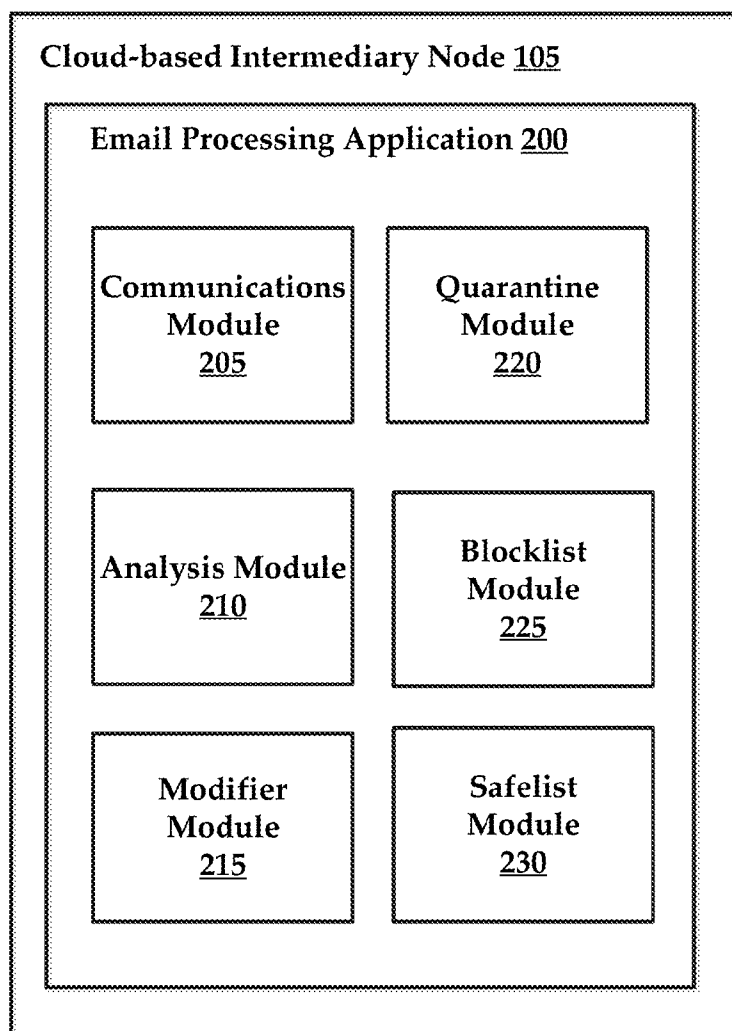 Cloud-based Intermediary Node 105
Email Processing Application 200
Communications
Module
205
Quarantine
Module
220
Analysis Module
210
Blocklist
Module
225
Modifier
Module
215
Safelist
Module
230